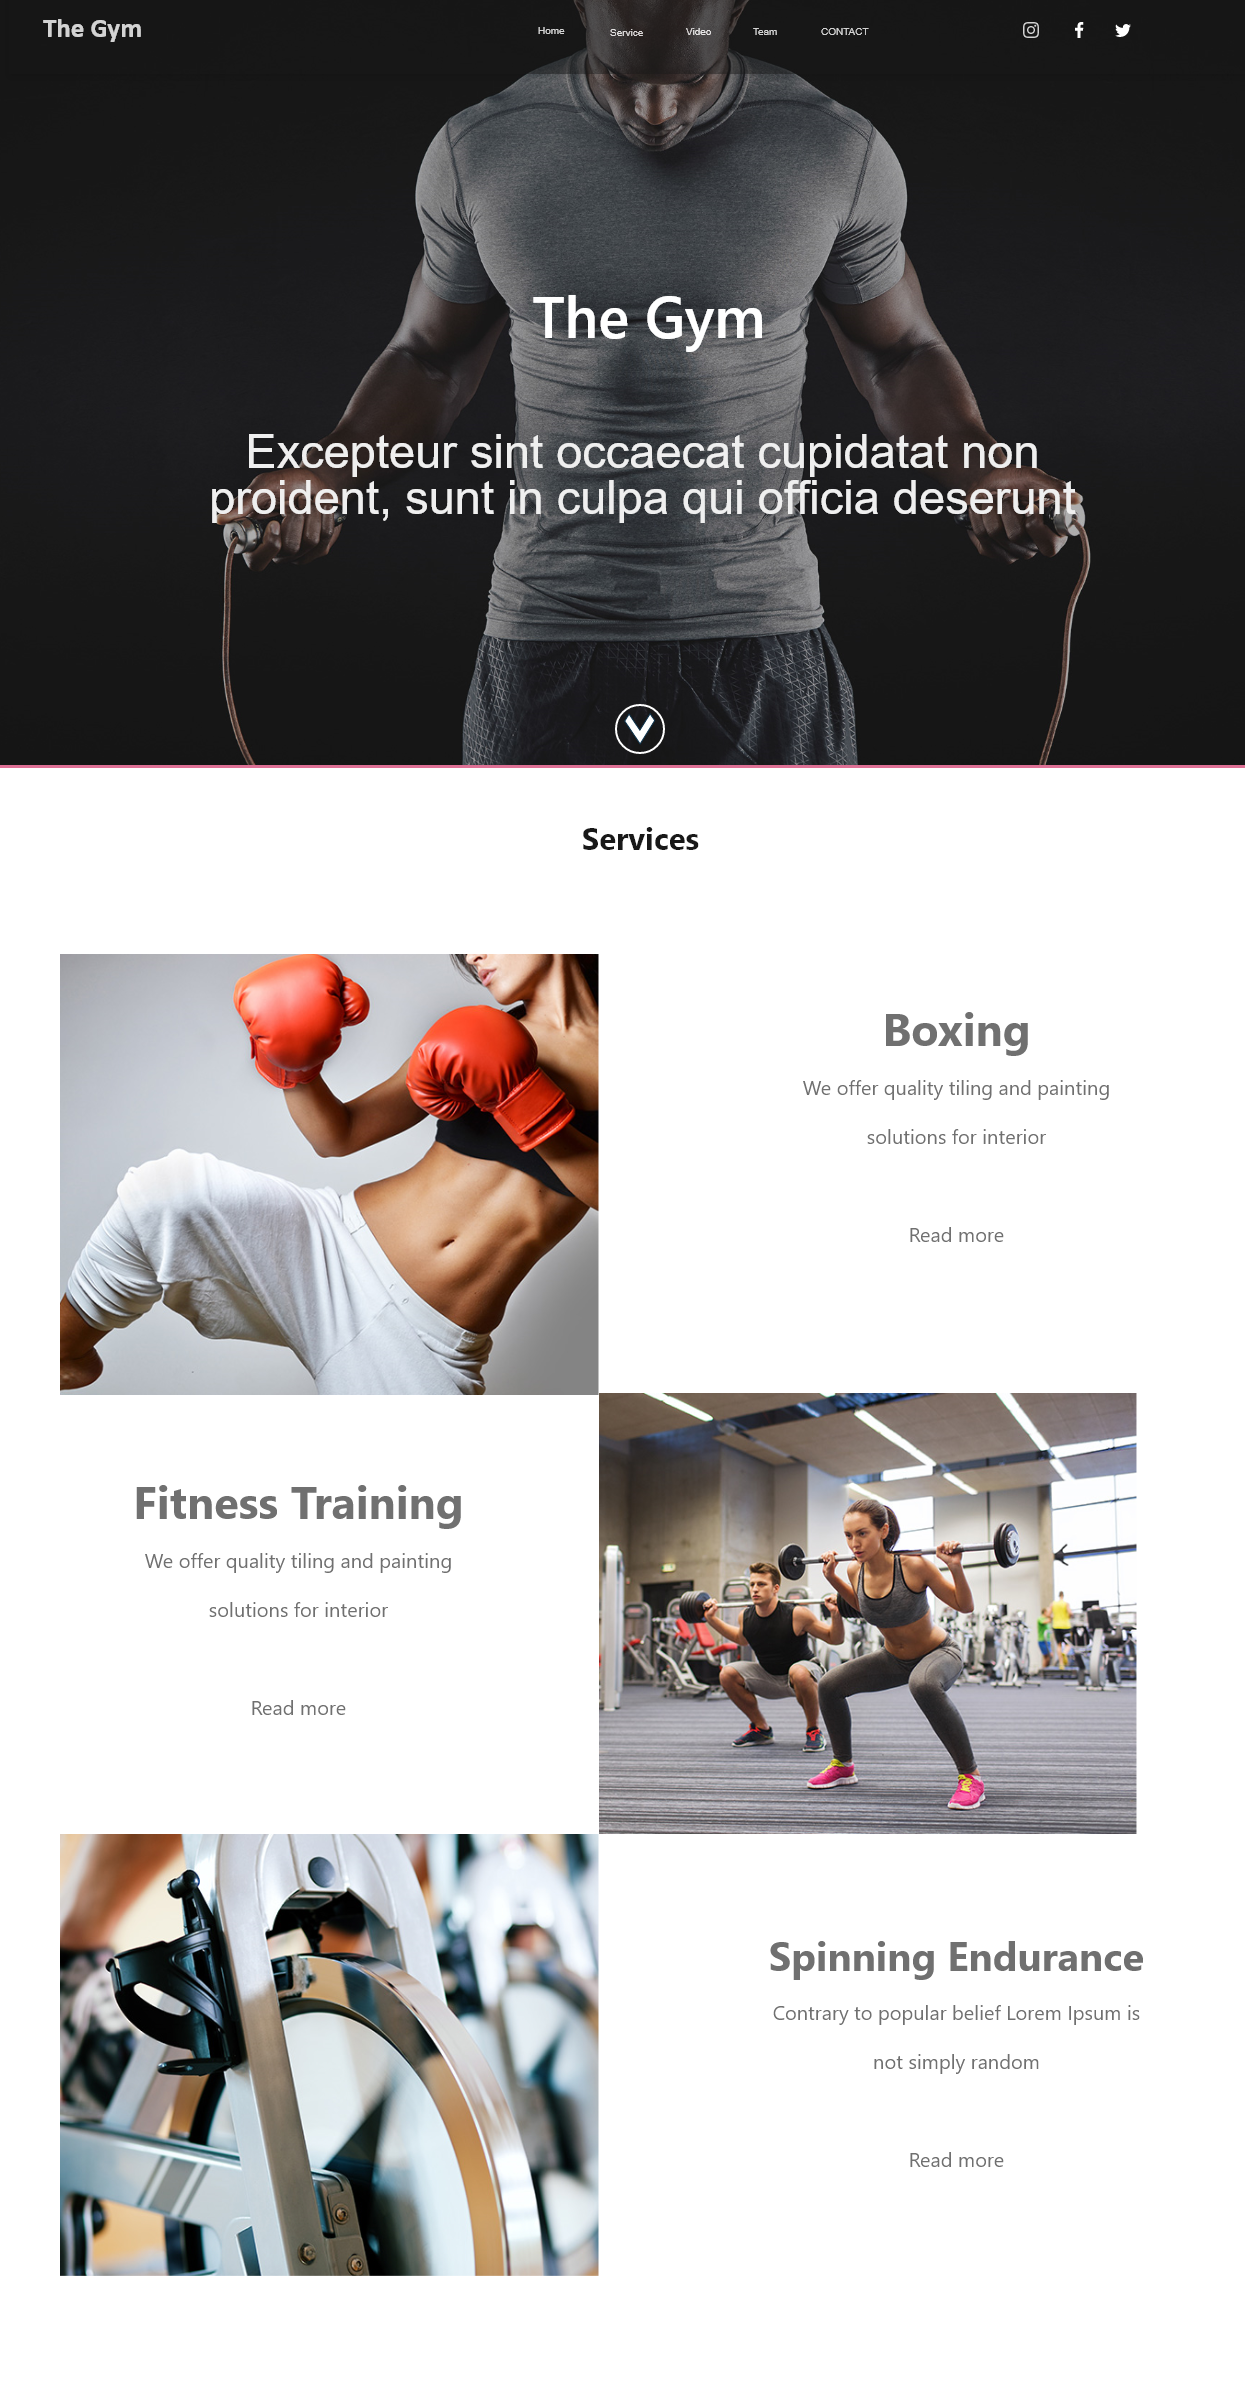 The Gym
Home Service Video Team CONTACT
The Gym
Excepteur sint occaecat cupidatat non
proident, sunt in culpa qui officia deserunt
Services
Boxing
We offer quality tiling and painting
solutions for interior
Read more
Fitness Training
We offer quality tiling and painting
solutions for interior
Read more
Spinning Endurance
Contrary to popular belief Lorem Ipsum is
not simply random
Read more